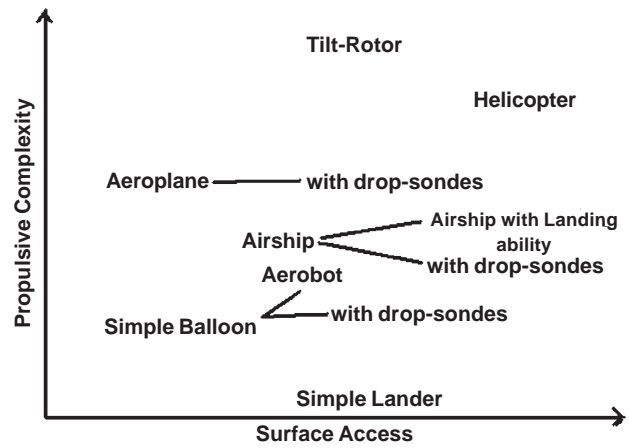 Tilt-Rotor
Helicopter
Propulsive Complexity
Aeroplane
with drop-sondes
Airship with Landing
ability
Airship
with drop-sondes
Aerobot
with drop-sondes
Simple Balloon
Simple Lander
Surface Access